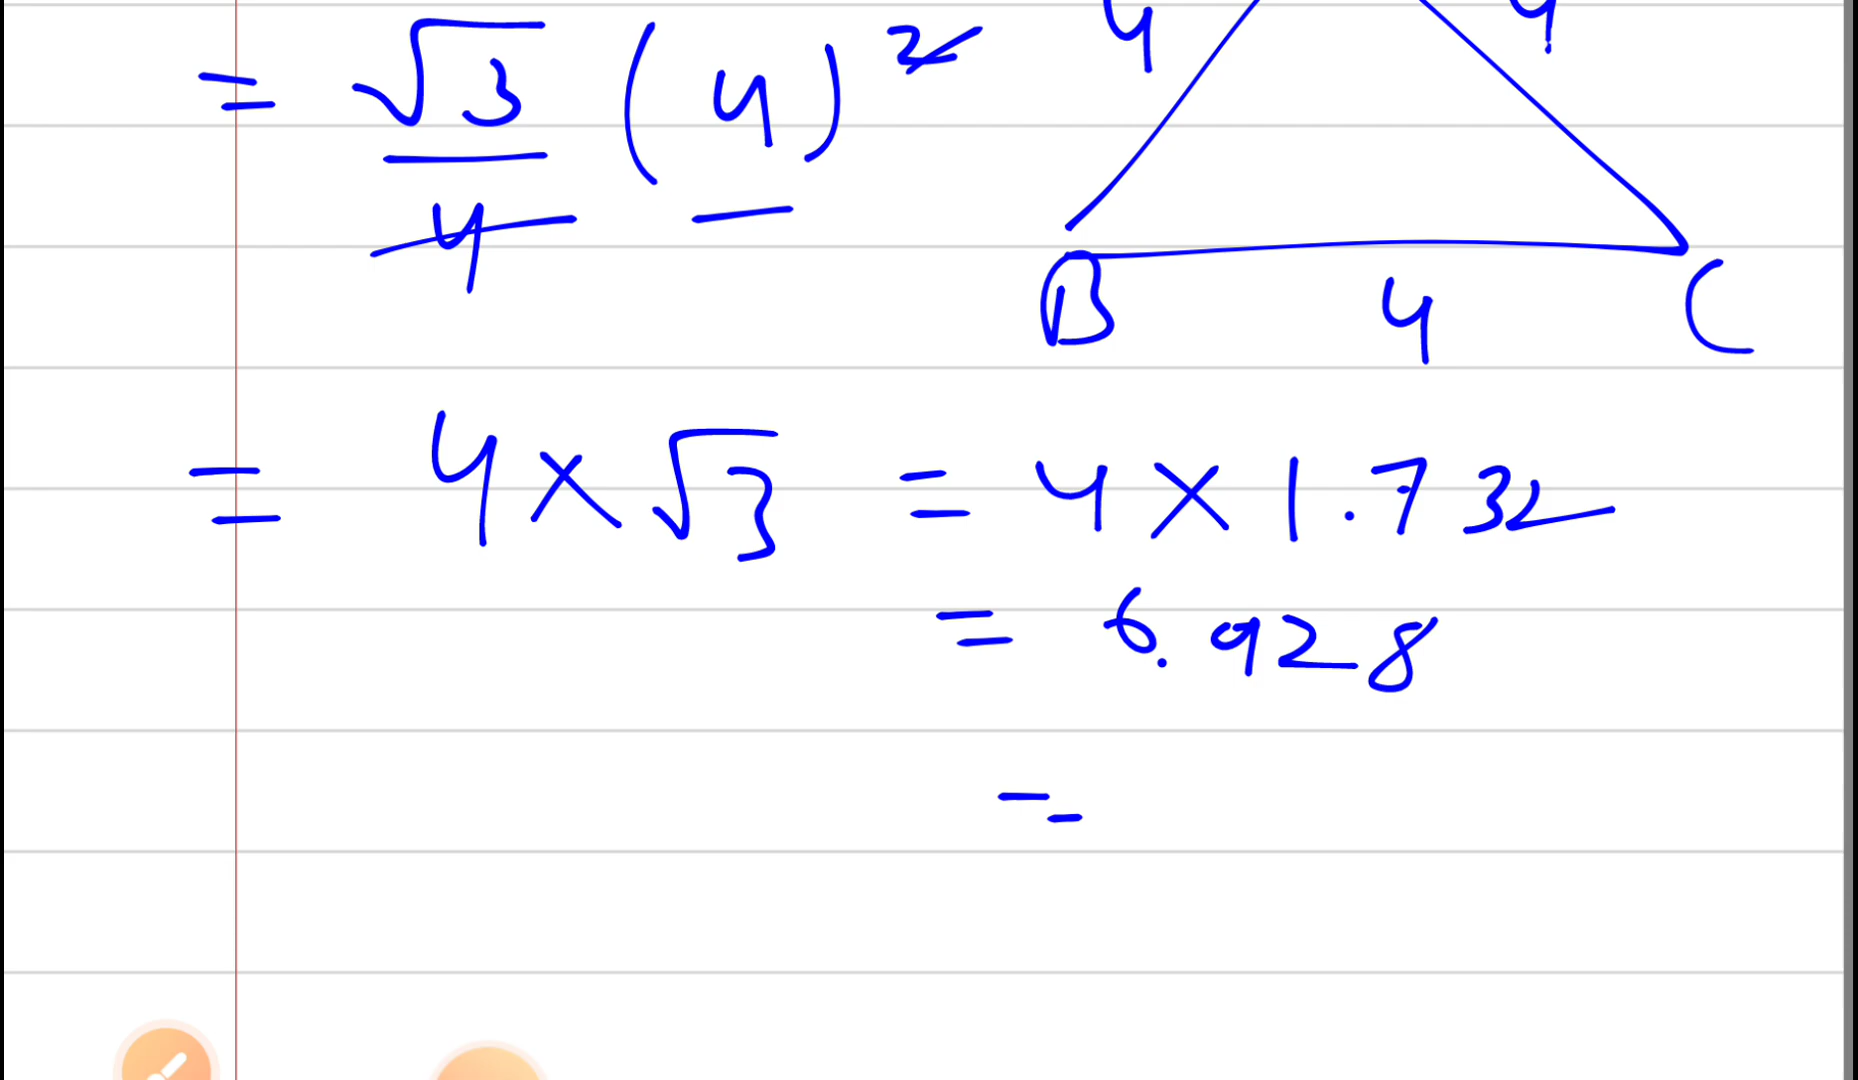 4 4
= √3/4 (4)²
B 4 C
= 4 × √3 = 4 × 1.732
= 6.928
=